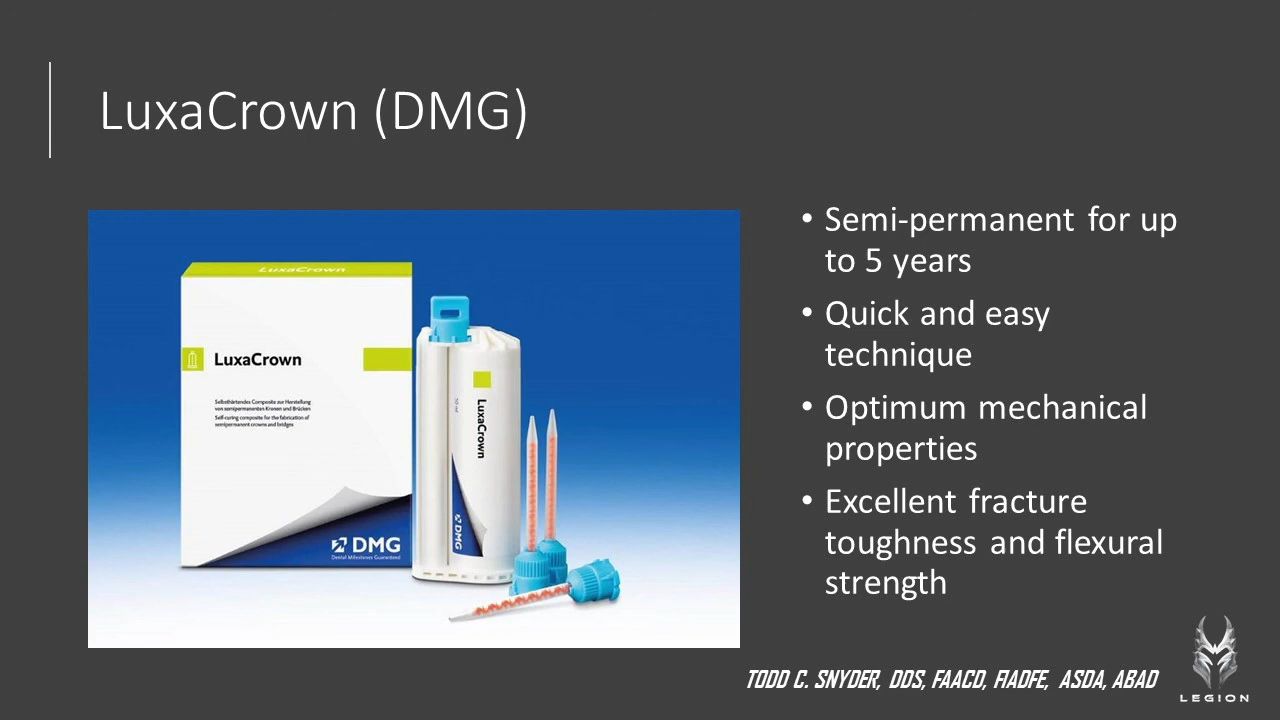 LuxaCrown (DMG)
LuxaCrown
LuxaCrown
Selbsthärtendes Composite zur Herstellung
von semipermanenten Kronen und Brücken
Self-curing composite for the fabrication of
semipermanent crowns and bridges
DMG
Dental Milestones Guaranteed
50 ml
LuxaCrown
DMG
• Semi-permanent for up
to 5 years
• Quick and easy
technique
• Optimum mechanical
properties
• Excellent fracture
toughness and flexural
strength
TODD C. SNYDER, DDS, FAACD, FIADFE, ASDA, ABAD
LEGION